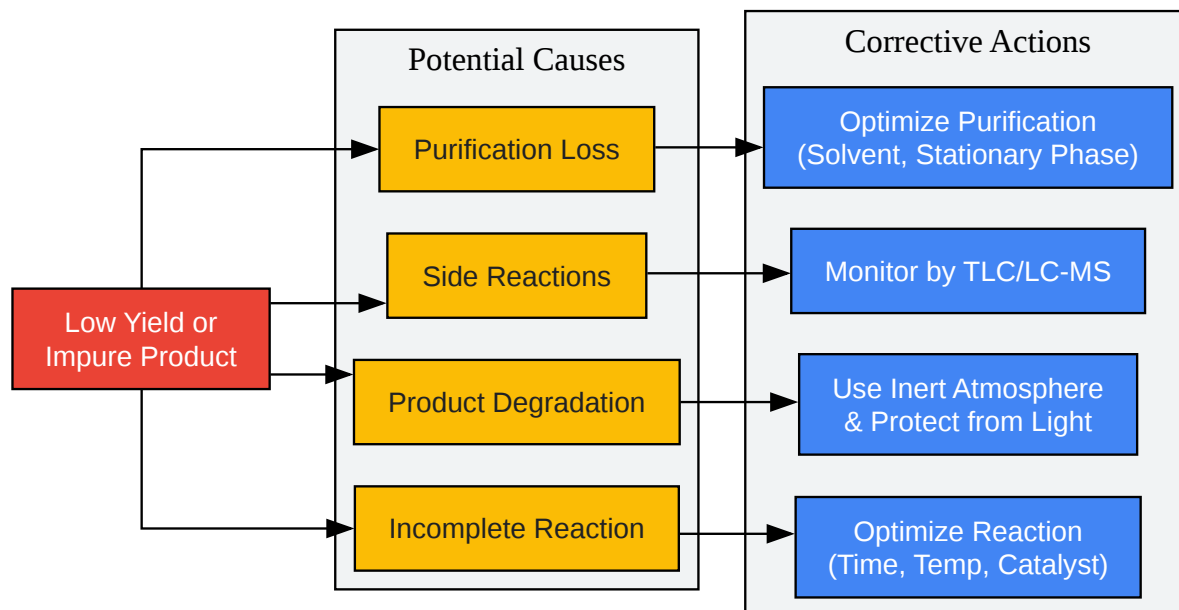 Low Yield or
Impure Product
Potential Causes
Purification Loss
Side Reactions
Product Degradation
Incomplete Reaction
Corrective Actions
Optimize Purification
(Solvent, Stationary Phase)
Monitor by TLC/LC-MS
Use Inert Atmosphere
& Protect from Light
Optimize Reaction
(Time, Temp, Catalyst)